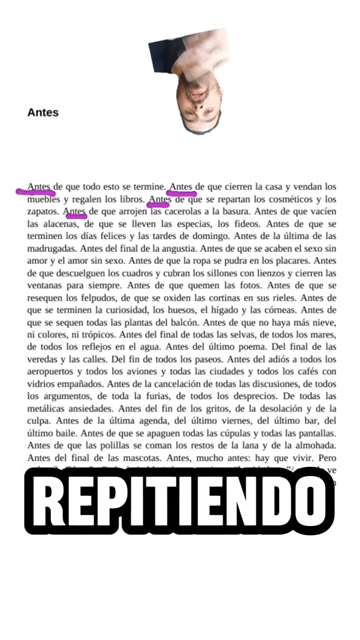 Antes
Antes de que todo esto se termine. Antes de que cierren la casa y vendan los
muebles y regalen los libros. Antes de que se repartan los cosméticos y los
zapatos. Antes de que arrojen las cacerolas a la basura. Antes de que vacíen
las alacenas, de que se lleven las especias, los fideos. Antes de que se
terminen los días felices y las tardes de domingo. Antes de la última de las
madrugadas. Antes del final de la angustia. Antes de que se acaben el sexo sin
amor y el amor sin sexo. Antes de que la ropa se pudra en los placares. Antes
de que descuelguen los cuadros y cubran los sillones con lienzos y cierren las
ventanas para siempre. Antes de que quemen las fotos. Antes de que se
resequen los felpudos, de que se oxiden las cortinas en sus rieles. Antes de
que se terminen la curiosidad, los huesos, el hígado y las córneas. Antes de
que se sequen todas las plantas del balcón. Antes de que no haya más nieve,
ni colores, ni trópicos. Antes del final de todas las selvas, de todos los mares,
de todos los reflejos en el agua. Antes del último poema. Del final de las
veredas y las calles. Del fin de todos los paseos. Antes del adiós a todos los
aeropuertos y todos los aviones y todas las ciudades y todos los cafés con
vidrios empañados. Antes de la cancelación de todas las discusiones, de todos
los argumentos, de toda la furias, de todos los desprecios. De todas las
metálicas ansiedades. Antes del fin de los gritos, de la desolación y de la
culpa. Antes de la última agenda, del último viernes, del último bar, del
último baile. Antes de que se apaguen todas las cúpulas y todas las pantallas.
Antes de que las polillas se coman los restos de la lana y de la almohada.
Antes del final de las mascotas. Antes, mucho antes: hay que vivir. Pero
ve
REPITIENDO